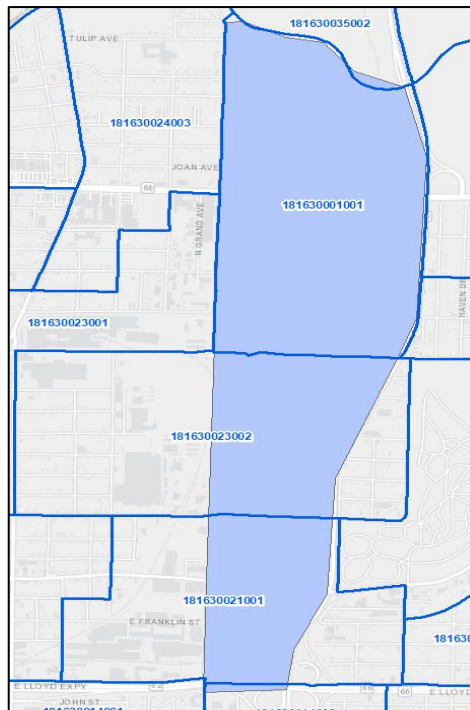 181630035002
TULIP AVE
181630024003
JOAN AVE
66
181630001001
N GRAND AVE
HAVEN DR
181630023001
181630023002
181630021001
E FRANKLIN ST
18163
E LLOYD EXPY
62
66
E LLOYD
JOHN ST